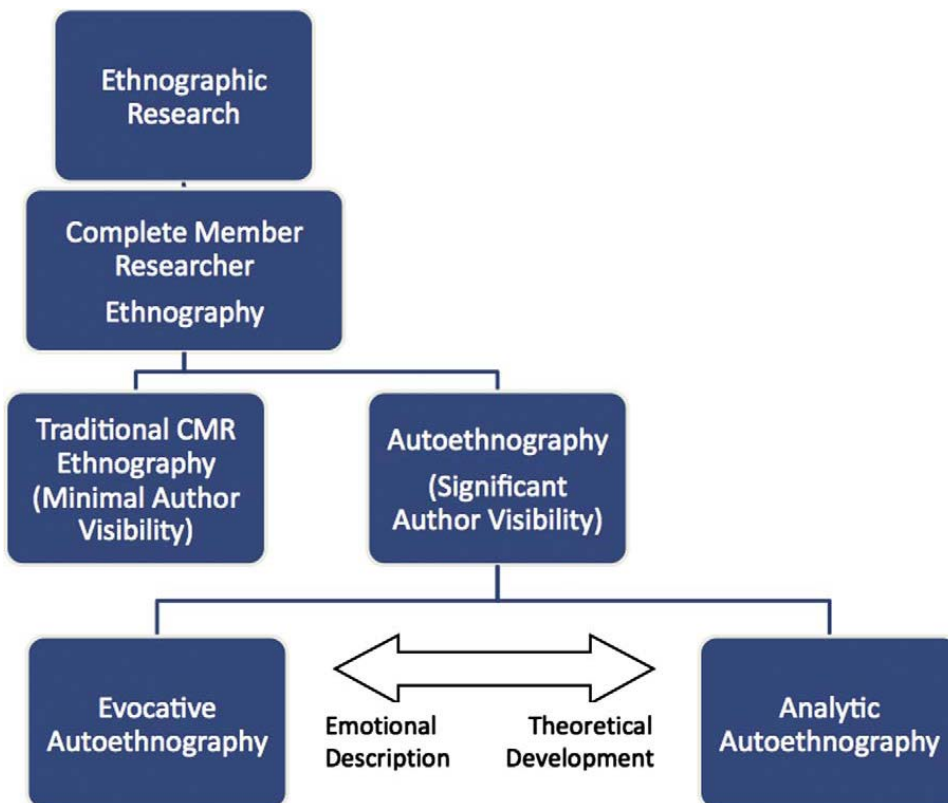 Ethnographic
Research
Complete Member
Researcher
Ethnography
Traditional CMR
Ethnography
(Minimal Author
Visibility)
Autoethnography
(Significant
Author Visibility)
Evocative
Autoethnography
Emotional
Description
Theoretical
Development
Analytic
Autoethnography